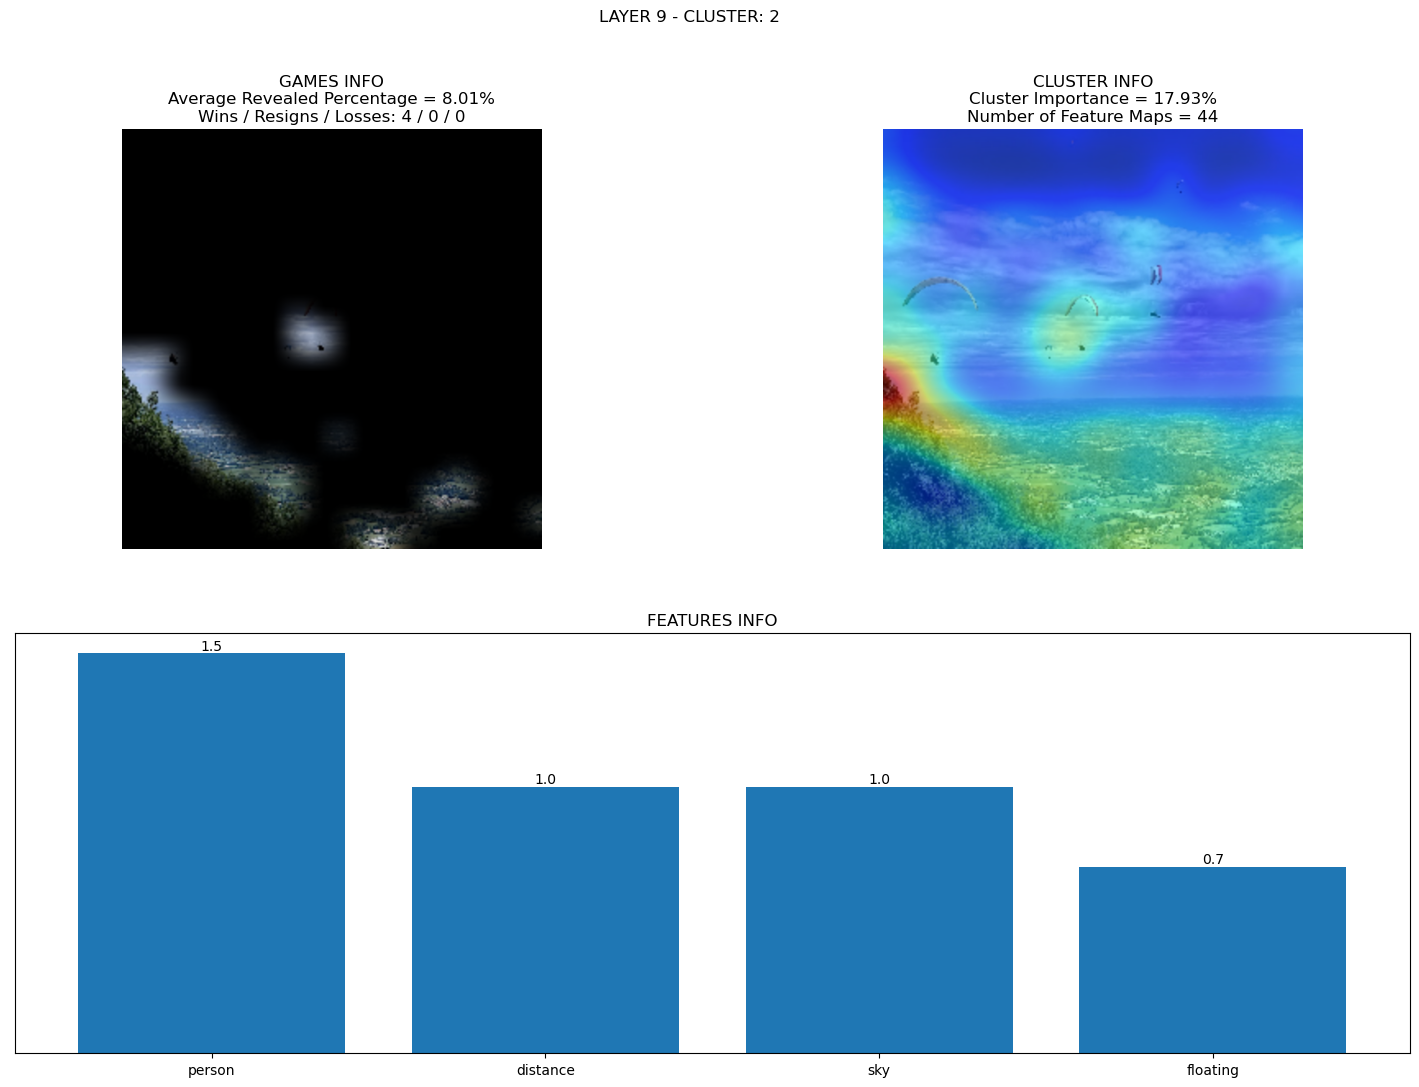 LAYER 9 - CLUSTER: 2
GAMES INFO
Average Revealed Percentage = 8.01%
Wins / Resigns / Losses: 4 / 0 / 0
CLUSTER INFO
Cluster Importance = 17.93%
Number of Feature Maps = 44
FEATURES INFO
1.5
1.0
1.0
0.7
person
distance
sky
floating